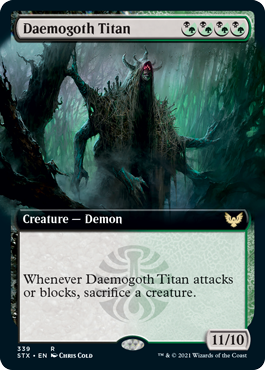 Daemogoth Titan
Creature — Demon
Whenever Daemogoth Titan attacks
or blocks, sacrifice a creature.
11/10
339 R
STX • EN Chris Cold
™ & © 2021 Wizards of the Coast